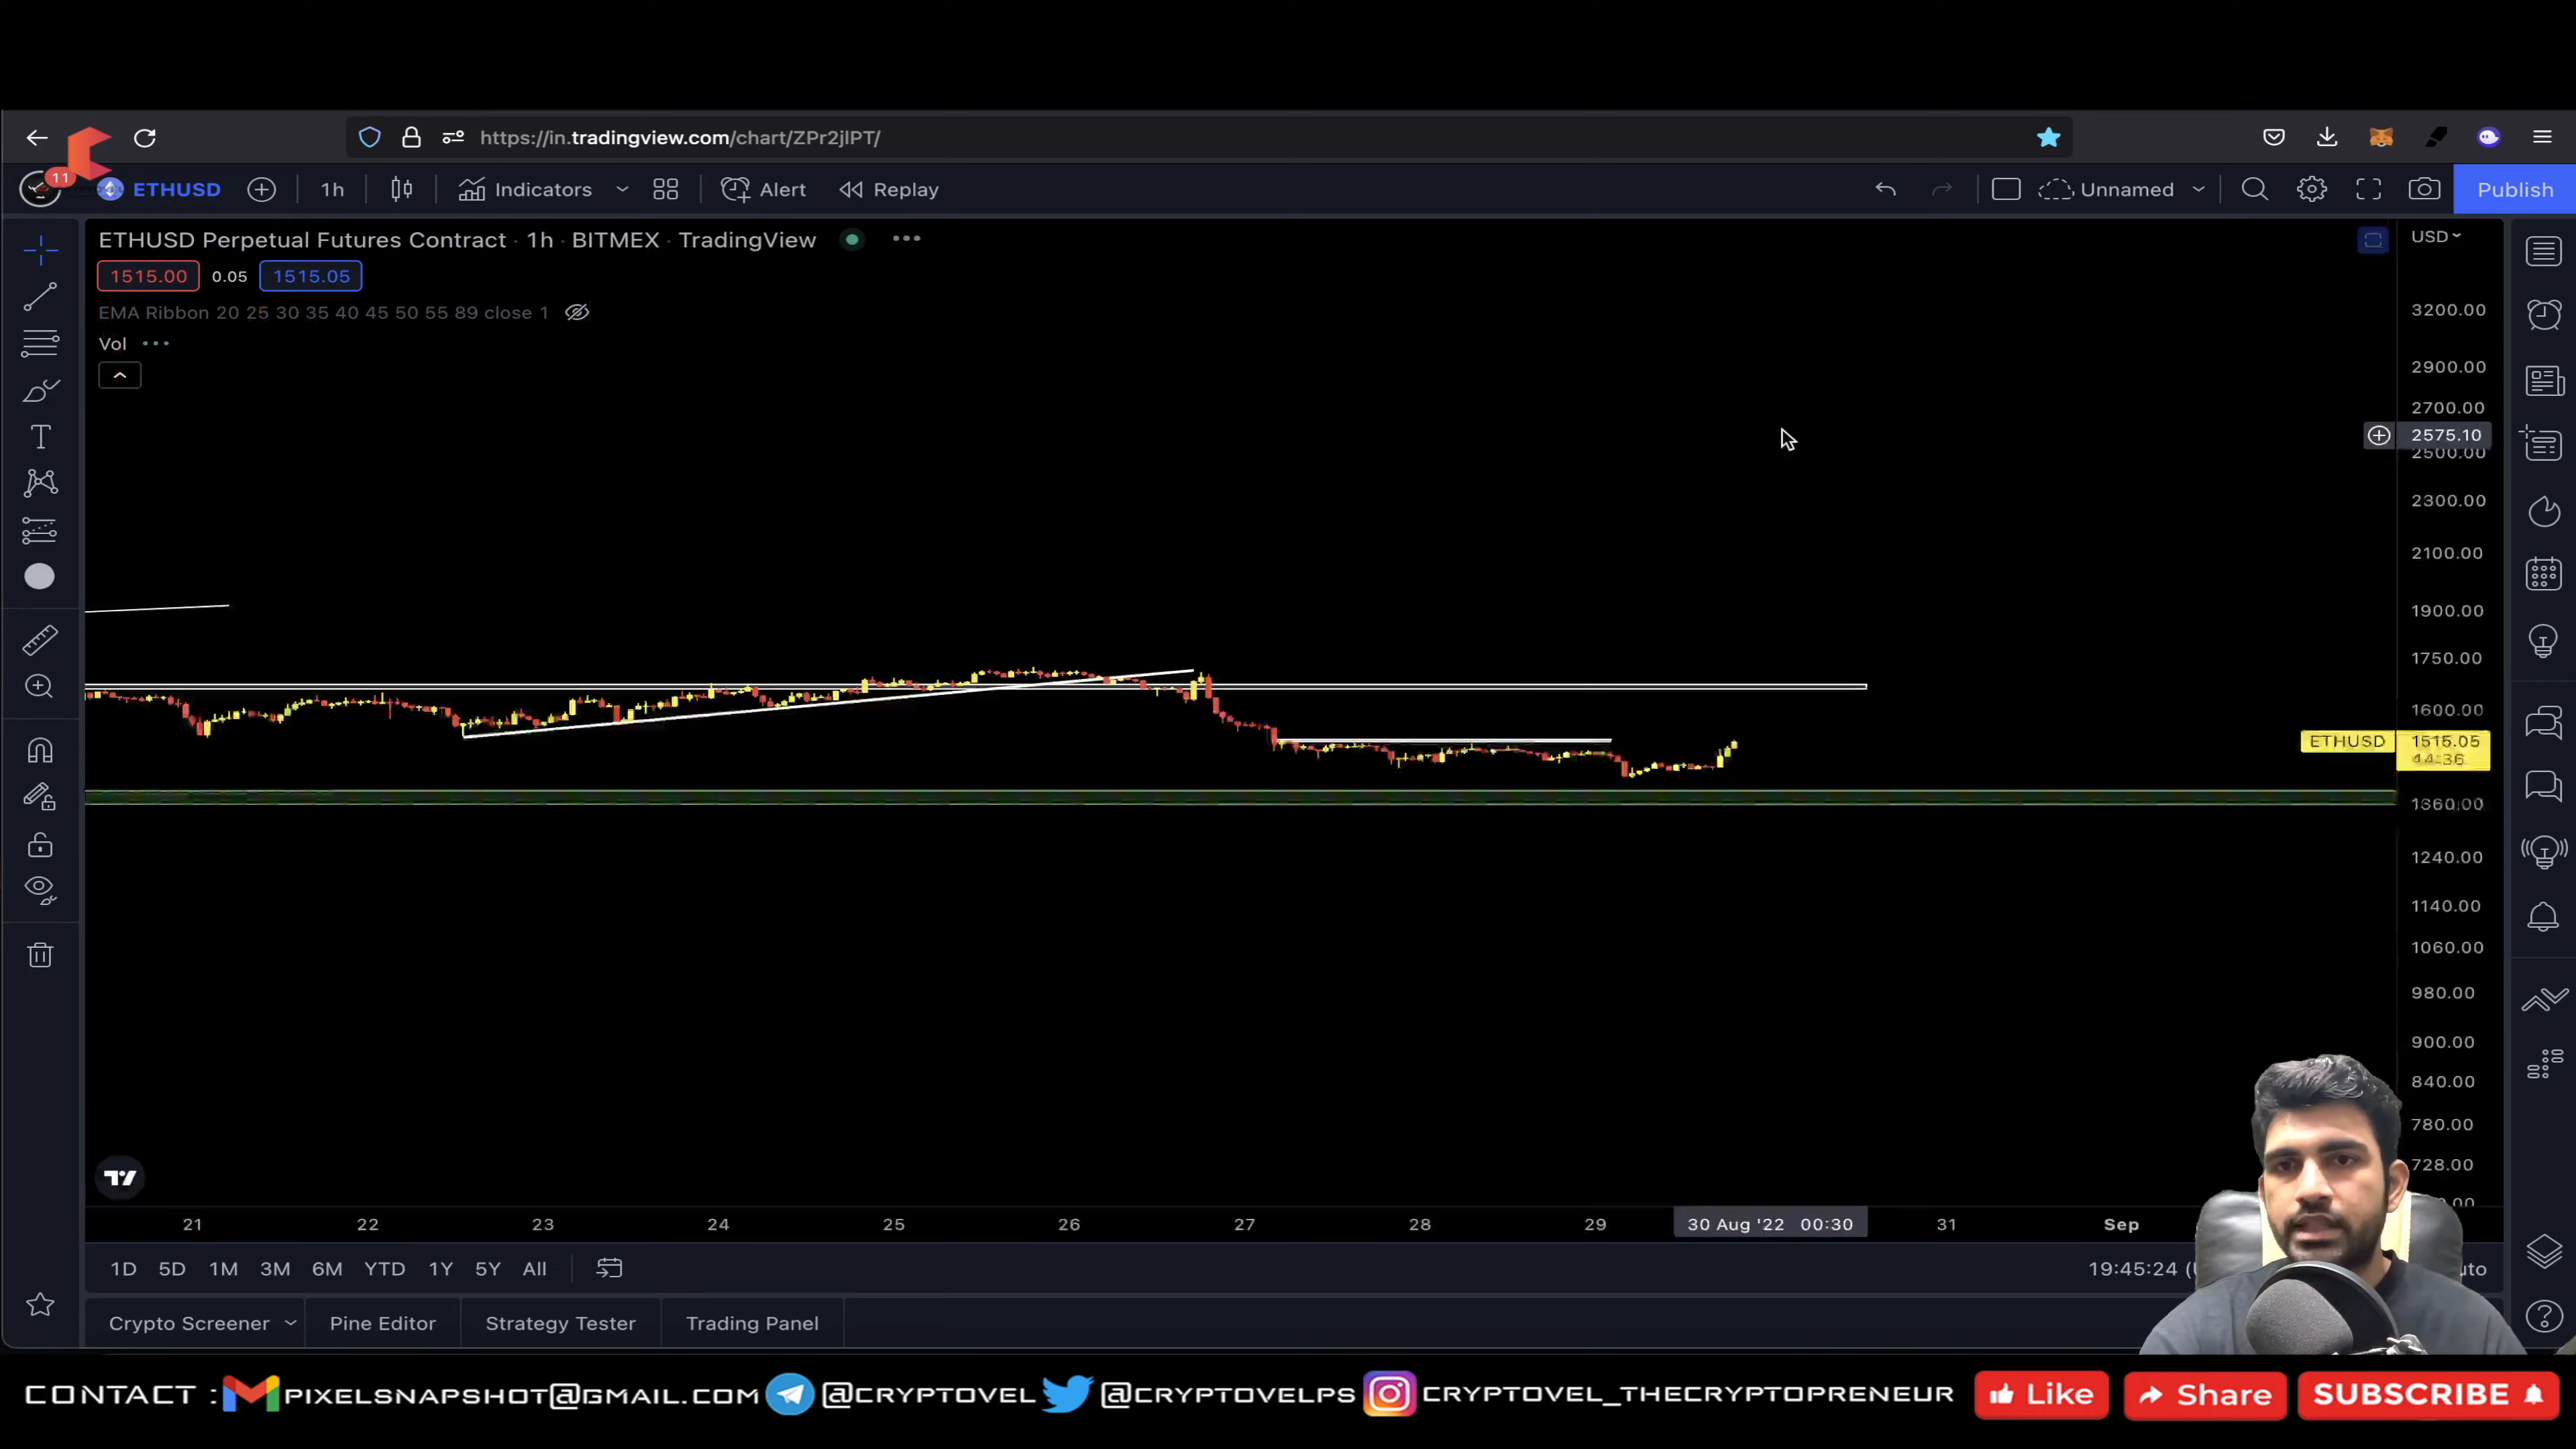 https://in.tradingview.com/chart/ZPr2jlPT/
11 ETHUSD 1h Indicators Alert Replay Unnamed Publish
ETHUSD Perpetual Futures Contract · 1h · BITMEX · TradingView
USD
1515.00 0.05 1515.05
EMA Ribbon 20 25 30 35 40 45 50 55 89 close 1
Vol
3200.00
2900.00
2700.00
2575.10
2500.00
2300.00
2100.00
1900.00
1750.00
1600.00
ETHUSD 1515.05
44:36
1360.00
1240.00
1140.00
1060.00
980.00
900.00
840.00
780.00
728.00
21 22 23 24 25 26 27 28 29 30 Aug '22 00:30 31 Sep
1D 5D 1M 3M 6M YTD 1Y 5Y All 19:45:24
Crypto Screener Pine Editor Strategy Tester Trading Panel
CONTACT : PIXELSNAPSHOT@GMAIL.COM @CRYPTOVEL @CRYPTOVELPS CRYPTOVEL_THECRYPTOPRENEUR Like Share SUBSCRIBE